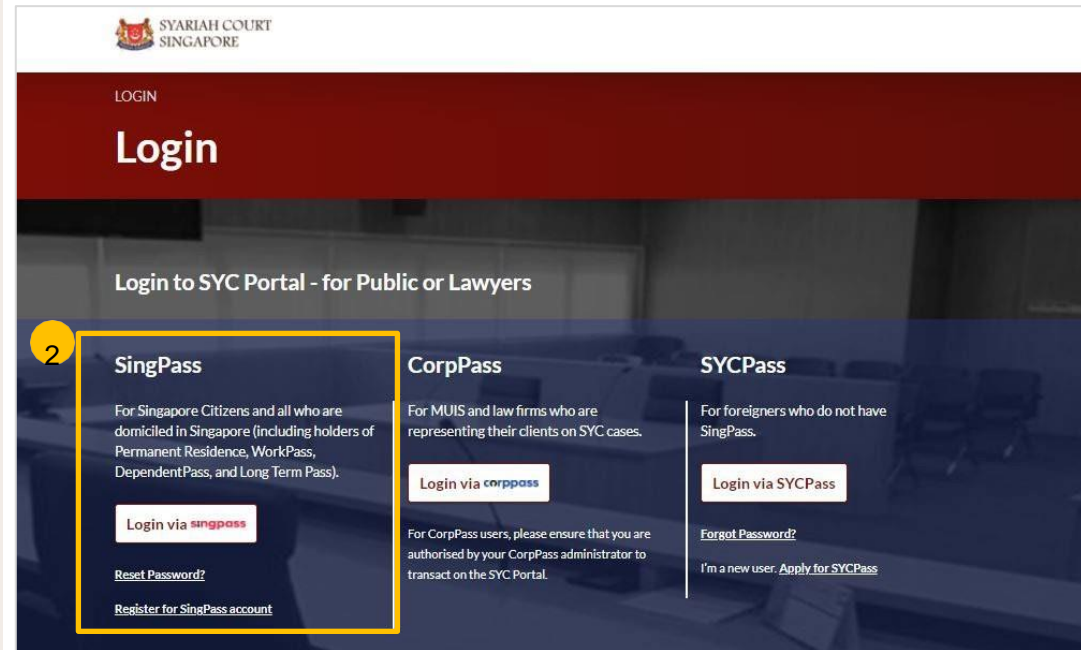 SYARIAH COURT
SINGAPORE
LOGIN
Login
Login to SYC Portal - for Public or Lawyers
2
SingPass
For Singapore Citizens and all who are
domiciled in Singapore (including holders of
Permanent Residence, WorkPass,
DependentPass, and Long Term Pass).
Login via singpass
Reset Password?
Register for SingPass account
CorpPass
For MUIS and law firms who are
representing their clients on SYC cases.
Login via corppass
For CorpPass users, please ensure that you are
authorised by your CorpPass administrator to
transact on the SYC Portal.
SYCPass
For foreigners who do not have
SingPass.
Login via SYCPass
Forgot Password?
I'm a new user. Apply for SYCPass